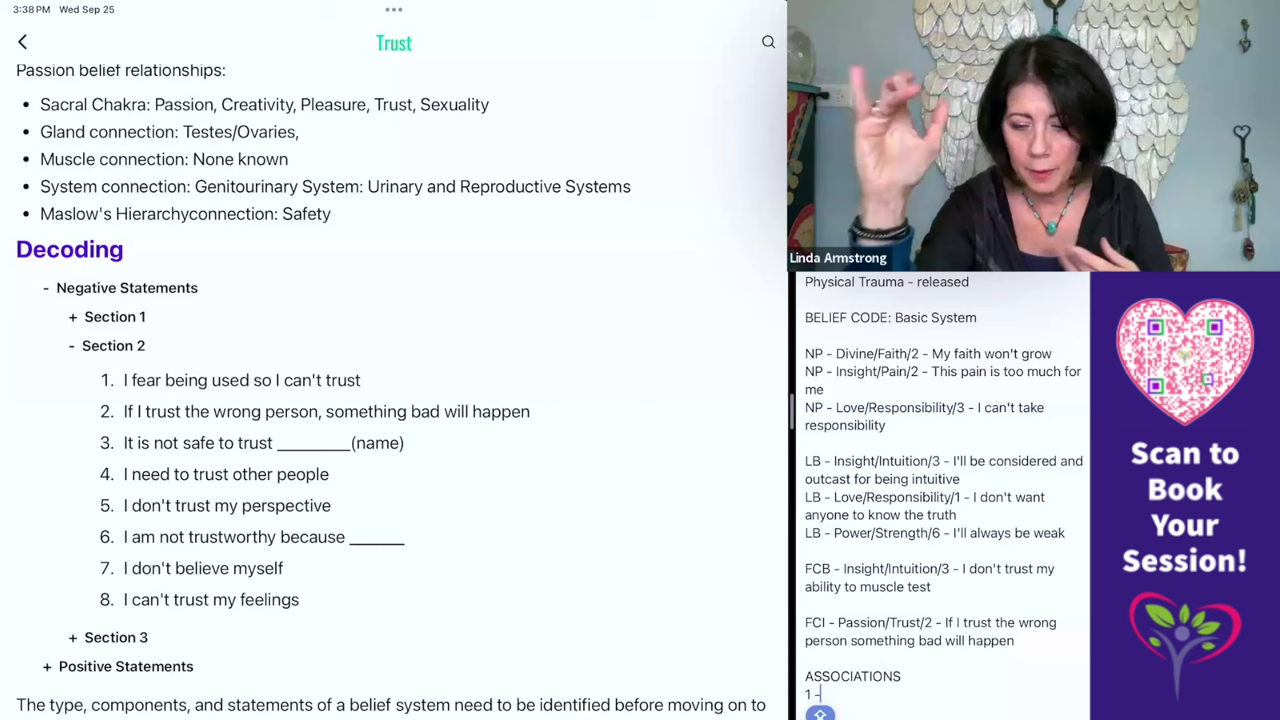 3:38 PM Wed Sep 25
Trust
Passion belief relationships:
• Sacral Chakra: Passion, Creativity, Pleasure, Trust, Sexuality
• Gland connection: Testes/Ovaries,
• Muscle connection: None known
• System connection: Genitourinary System: Urinary and Reproductive Systems
• Maslow's Hierarchyconnection: Safety
Decoding
- Negative Statements
+ Section 1
- Section 2
1. I fear being used so I can't trust
2. If I trust the wrong person, something bad will happen
3. It is not safe to trust _________(name)
4. I need to trust other people
5. I don't trust my perspective
6. I am not trustworthy because ______
7. I don't believe myself
8. I can't trust my feelings
+ Section 3
+ Positive Statements
The type, components, and statements of a belief system need to be identified before moving on to
Linda Armstrong
Physical Trauma - released
BELIEF CODE: Basic System
NP - Divine/Faith/2 - My faith won't grow
NP - Insight/Pain/2 - This pain is too much for
me
NP - Love/Responsibility/3 - I can't take
responsibility
LB - Insight/Intuition/3 - I'll be considered and
outcast for being intuitive
LB - Love/Responsibility/1 - I don't want
anyone to know the truth
LB - Power/Strength/6 - I'll always be weak
FCB - Insight/Intuition/3 - I don't trust my
ability to muscle test
FCI - Passion/Trust/2 - If I trust the wrong
person something bad will happen
ASSOCIATIONS
1 -
Scan to
Book
Your
Session!